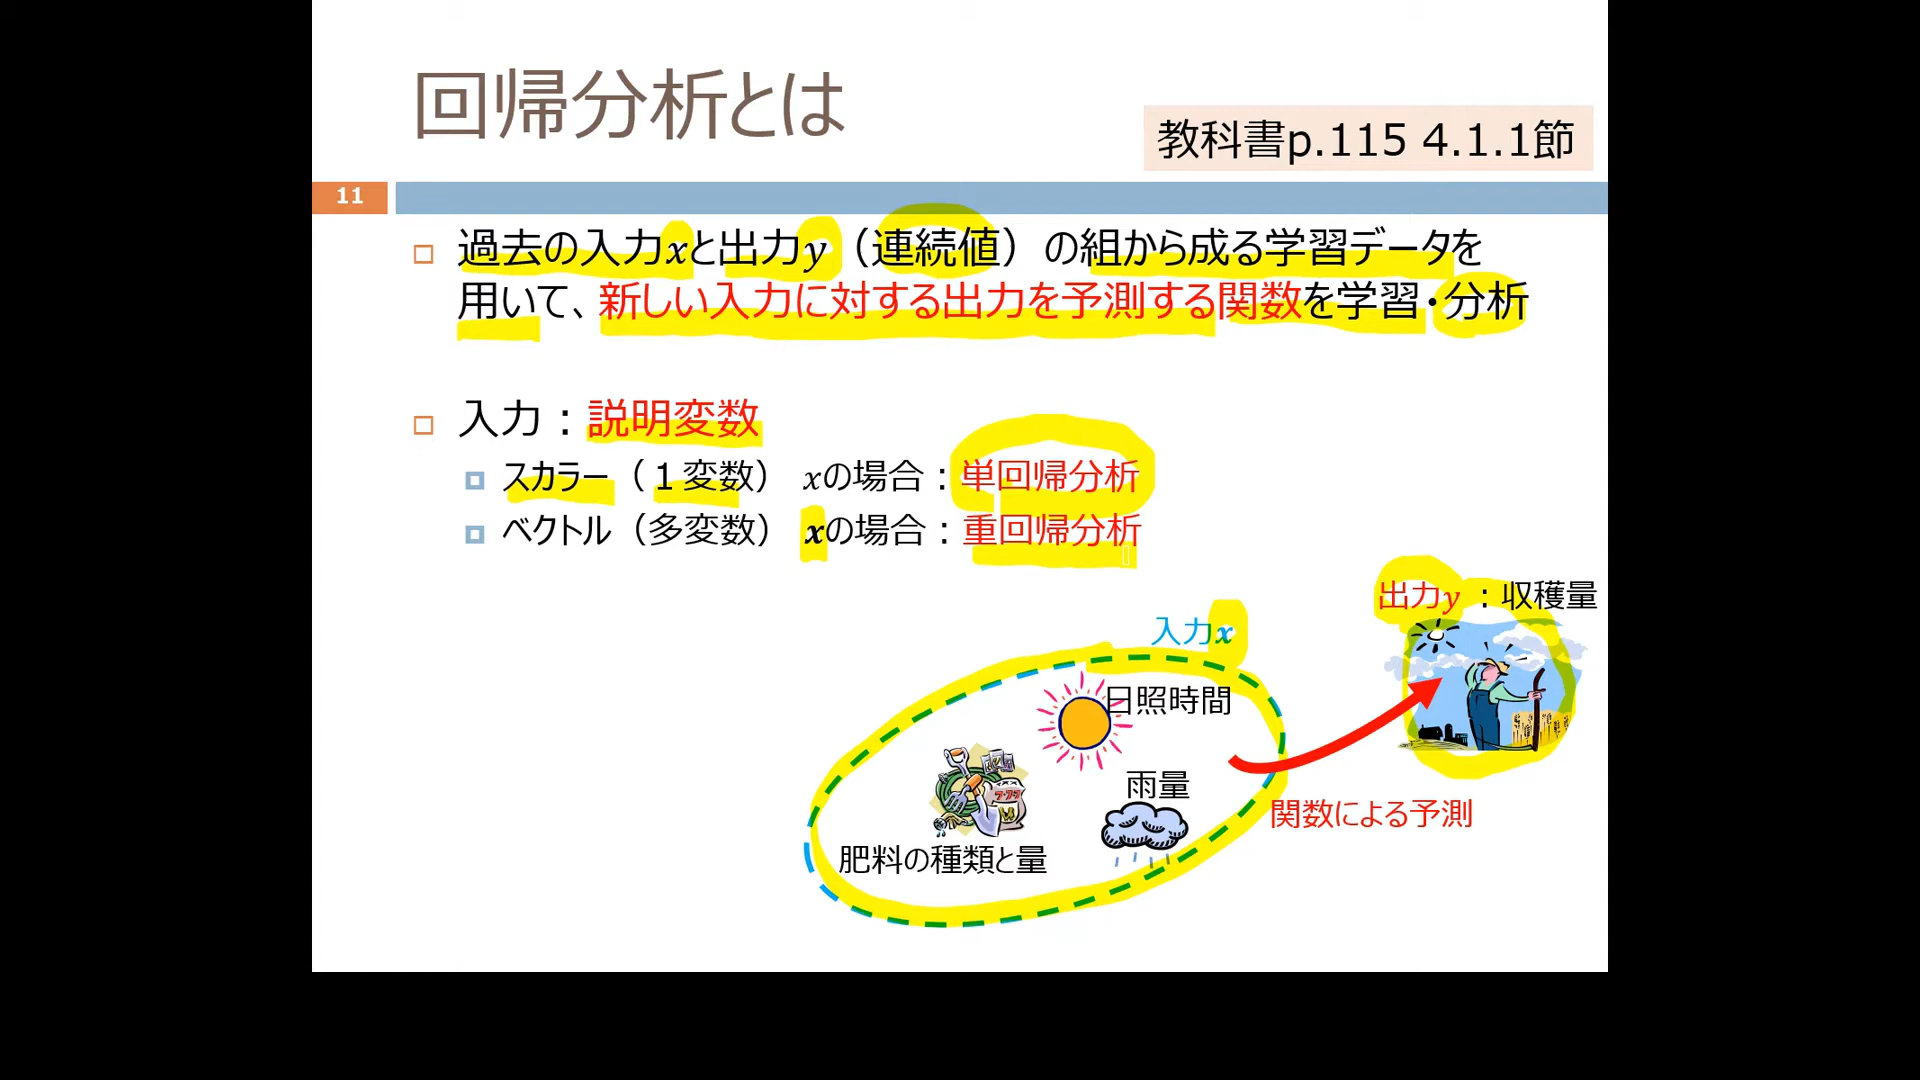 回帰分析とは
教科書p.115 4.1.1節
11
過去の入力xと出力y（連続値）の組から成る学習データを
用いて、新しい入力に対する出力を予測する関数を学習・分析
入力：説明変数
スカラー（１変数） xの場合：単回帰分析
ベクトル（多変数） xの場合：重回帰分析
出力y：収穫量
入力x
日照時間
雨量
関数による予測
肥料の種類と量